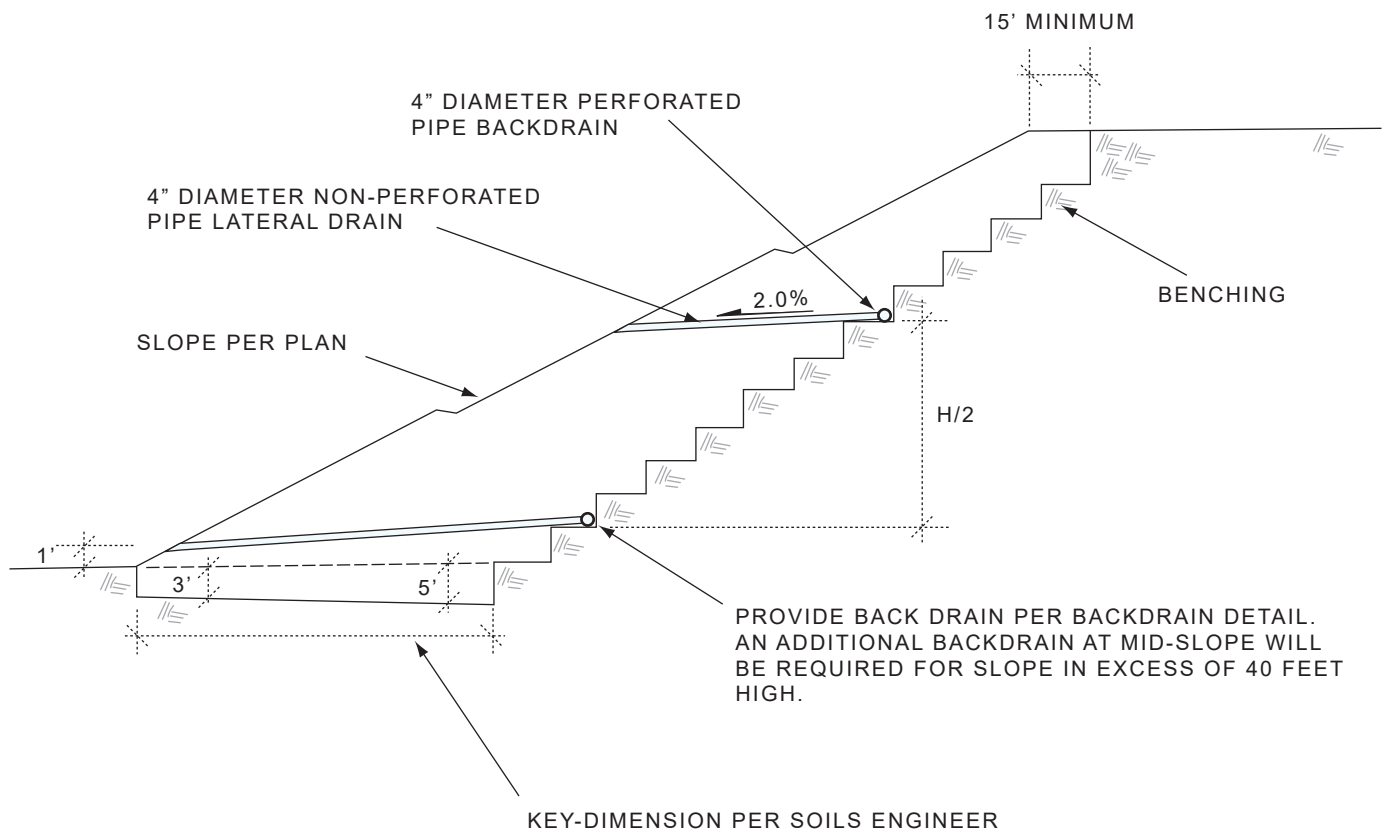 15’ MINIMUM
4” DIAMETER PERFORATED
PIPE BACKDRAIN
4” DIAMETER NON-PERFORATED
PIPE LATERAL DRAIN
2.0%
BENCHING
SLOPE PER PLAN
H/2
1’
3’
5’
PROVIDE BACK DRAIN PER BACKDRAIN DETAIL.
AN ADDITIONAL BACKDRAIN AT MID-SLOPE WILL
BE REQUIRED FOR SLOPE IN EXCESS OF 40 FEET
HIGH.
KEY-DIMENSION PER SOILS ENGINEER